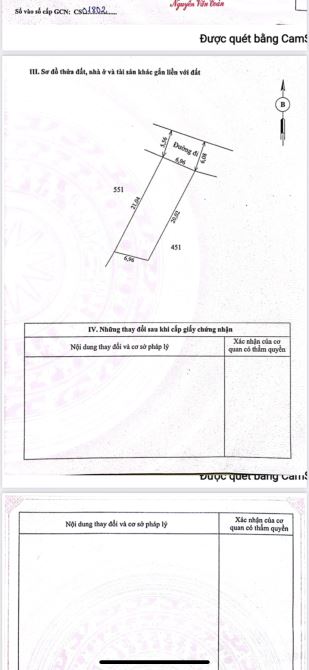 Số vào sổ cấp GCN: CS01802
Nguyễn Văn Toàn
Được quét bằng CamS
III. Sơ đồ thửa đất, nhà ở và tài sản khác gắn liền với đất
B
5,56
Đường đi
6,08
6,06
551
21,04
20,02
451
6,96
IV. Những thay đổi sau khi cấp giấy chứng nhận
Nội dung thay đổi và cơ sở pháp lý
Xác nhận của cơ
quan có thẩm quyền
Được quét bằng CamS
Nội dung thay đổi và cơ sở pháp lý
Xác nhận của cơ
quan có thẩm quyền